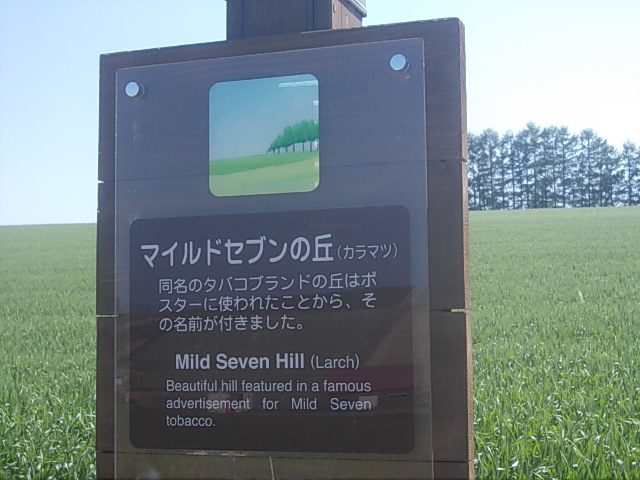 マイルドセブンの丘(カラマツ)
同名のタバコブランドの丘はポ
スターに使われたことから、そ
の名前が付きました。
Mild Seven Hill (Larch)
Beautiful hill featured in a famous
advertisement for Mild Seven
tobacco.